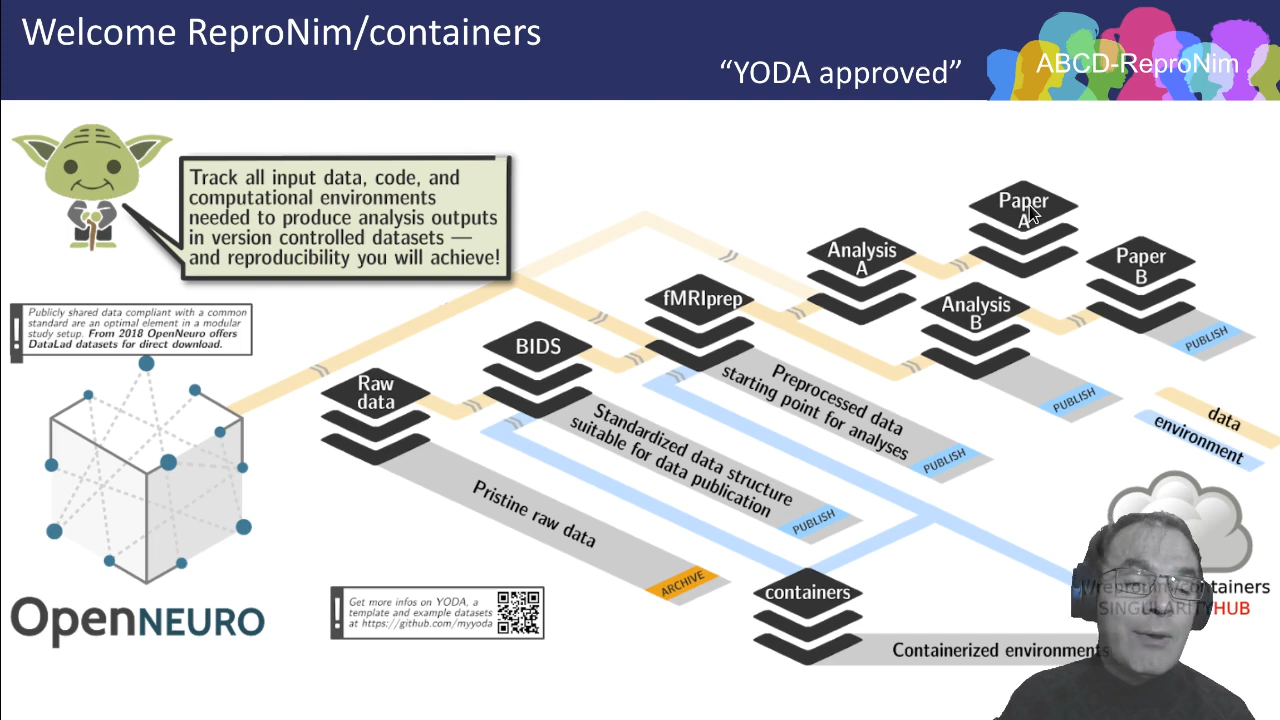 Welcome ReproNim/containers
“YODA approved”
ABCD-ReproNim
Track all input data, code, and
computational environments
needed to produce analysis outputs
in version controlled datasets —
and reproducibility you will achieve!
Publicly shared data compliant with a common
standard are an optimal element in a modular
study setup. From 2018 OpenNeuro offers
DataLad datasets for direct download.
OpenNEURO
Get more infos on YODA, a
template and example datasets
at https://github.com/myyoda
Raw
data
BIDS
fMRIprep
Analysis
A
Paper
A
Analysis
B
Paper
B
PUBLISH
PUBLISH
Preprocessed data
starting point for analyses
PUBLISH
Standardized data structure
suitable for data publication
PUBLISH
Pristine raw data
ARCHIVE
data
environment
containers
Containerized environments
///repronim/containers
SINGULARITYHUB